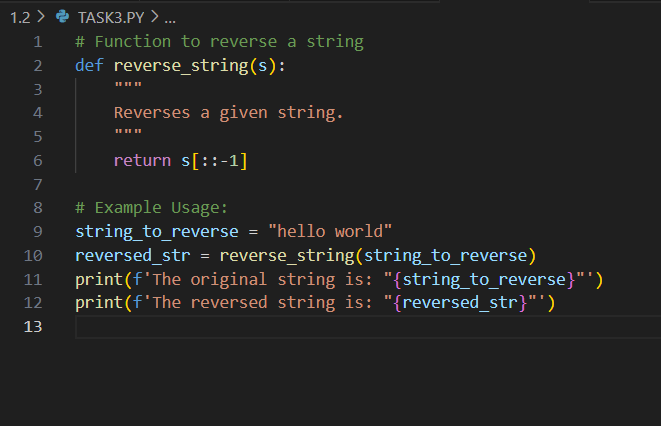 1.2 > TASK3.PY > ...
1 # Function to reverse a string
2 def reverse_string(s):
3     """
4     Reverses a given string.
5     """
6     return s[::-1]
7
8 # Example Usage:
9 string_to_reverse = "hello world"
10 reversed_str = reverse_string(string_to_reverse)
11 print(f'The original string is: "{string_to_reverse}"')
12 print(f'The reversed string is: "{reversed_str}"')
13